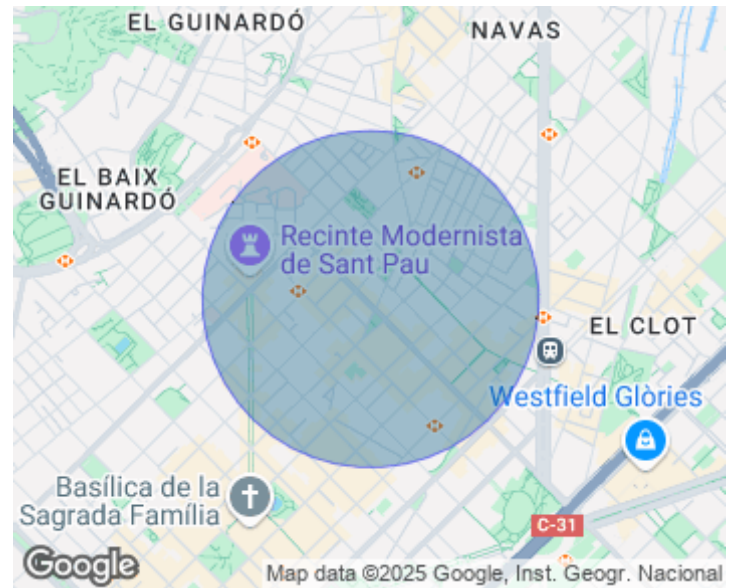 EL GUINARDÓ
NAVAS
EL BAIX
GUINARDÓ
Recinte Modernista
de Sant Pau
EL CLOT
Westfield Glòries
Basílica de la
Sagrada Família
C-31
Google
Map data ©2025 Google, Inst. Geogr. Nacional